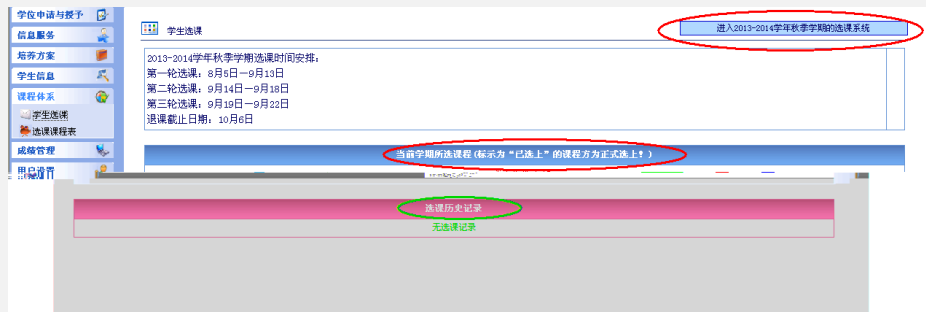 学位申请与授予
信息服务
培养方案
学生信息
课程体系
学生选课
选课课程表
成绩管理
用户设置
学生选课
进入2013-2014学年秋季学期的选课系统
2013-2014学年秋季学期选课时间安排:
第一轮选课: 8月5日—9月13日
第二轮选课: 9月14日—9月18日
第三轮选课: 9月19日—9月22日
退课截止日期: 10月6日
当前学期所选课程(标示为“已选上”的课程方为正式选上!)
选课历史记录
无选课记录